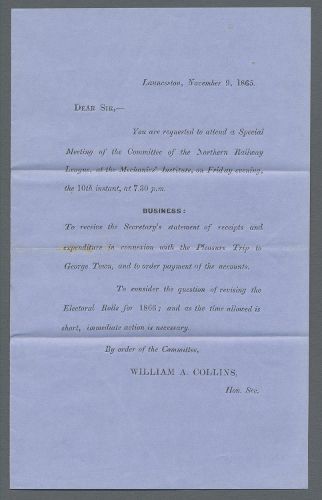 Launceston, November 9, 1865.
DEAR SIR,—
You are requested to attend a Special
Meeting of the Committee of the Northern Railway
League, at the Mechanics' Institute, on Friday evening,
the 10th instant, at 7.30 p.m.
BUSINESS:
To receive the Secretary's statement of receipts and
expenditure in connexion with the Pleasure Trip to
George Town, and to order payment of the accounts.
To consider the question of revising the
Electoral Rolls for 1865; and as the time allowed is
short, immediate action is necessary.
By order of the Committee,
WILLIAM A. COLLINS,
Hon. Sec.